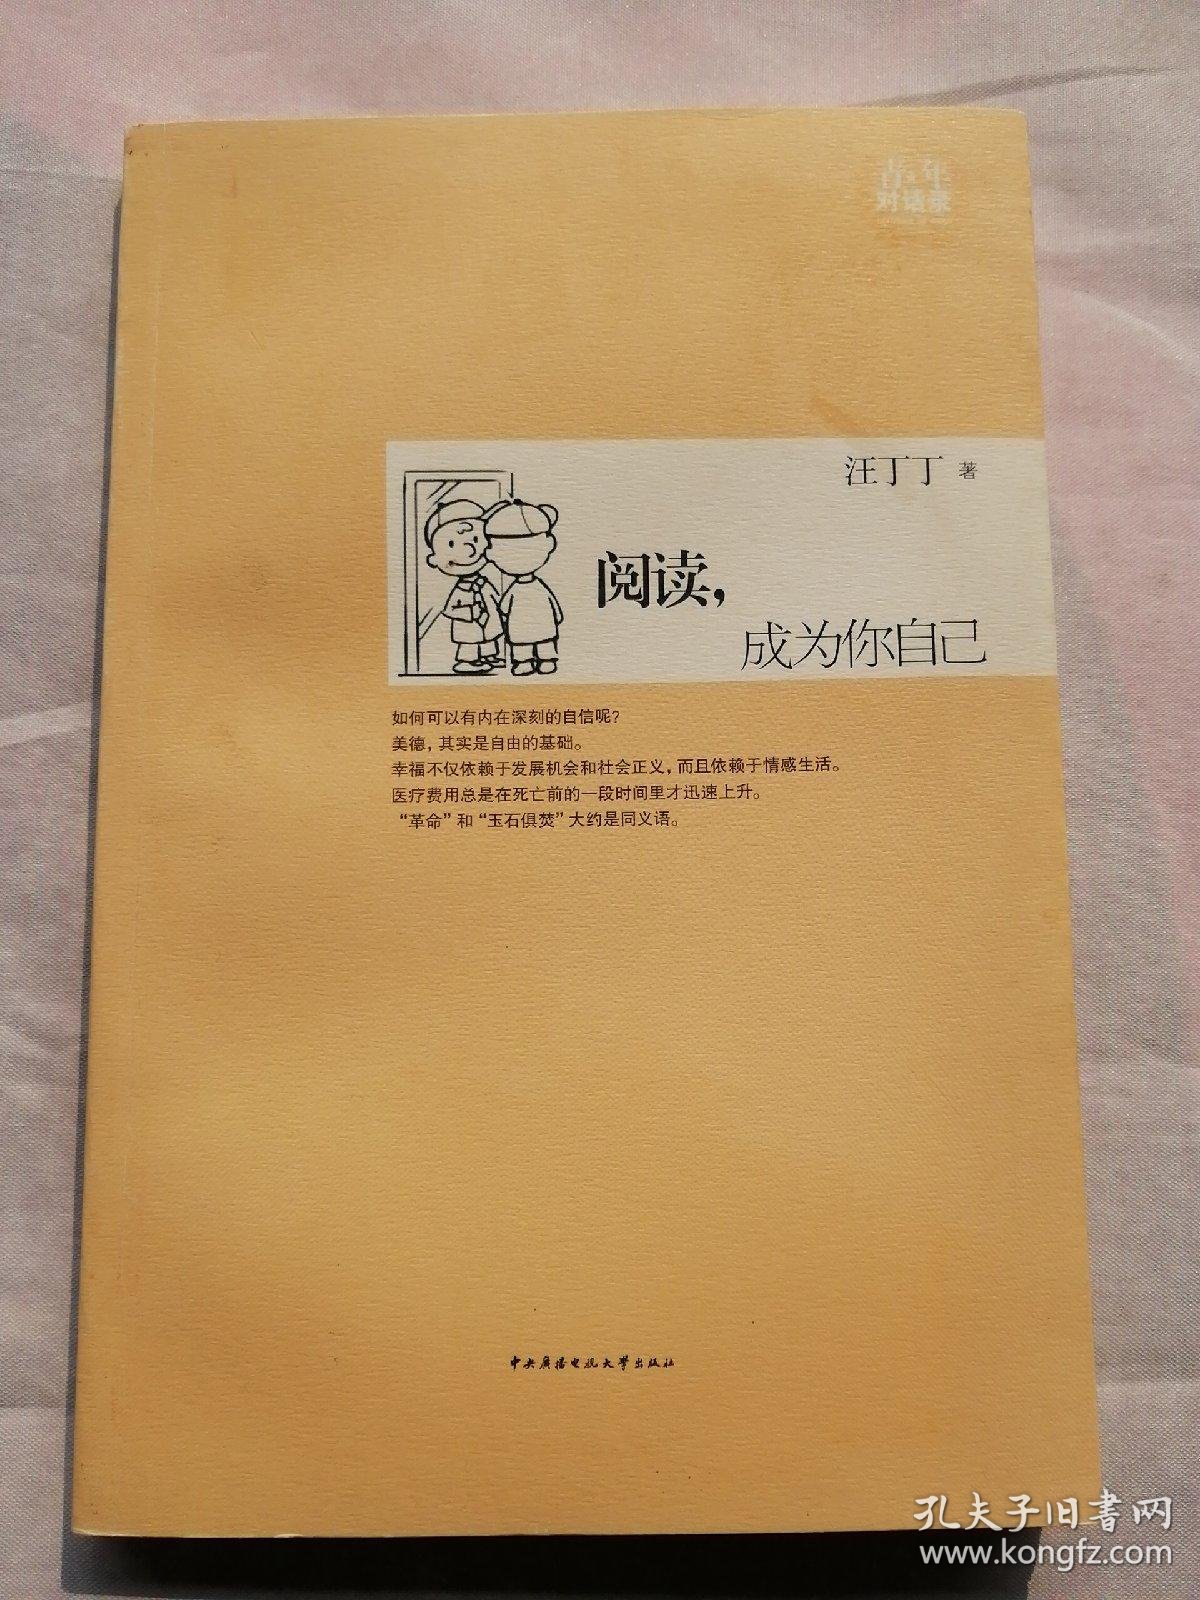 青年
对话录
汪丁丁 著
阅读,
成为你自己
如何可以有内在深刻的自信呢?
美德,其实是自由的基础。
幸福不仅依赖于发展机会和社会正义,而且依赖于情感生活。
医疗费用总是在死亡前的一段时间里才迅速上升。
“革命”和“玉石俱焚”大约是同义语。
中央广播电视大学出版社
孔夫子旧书网
www.kongfz.com